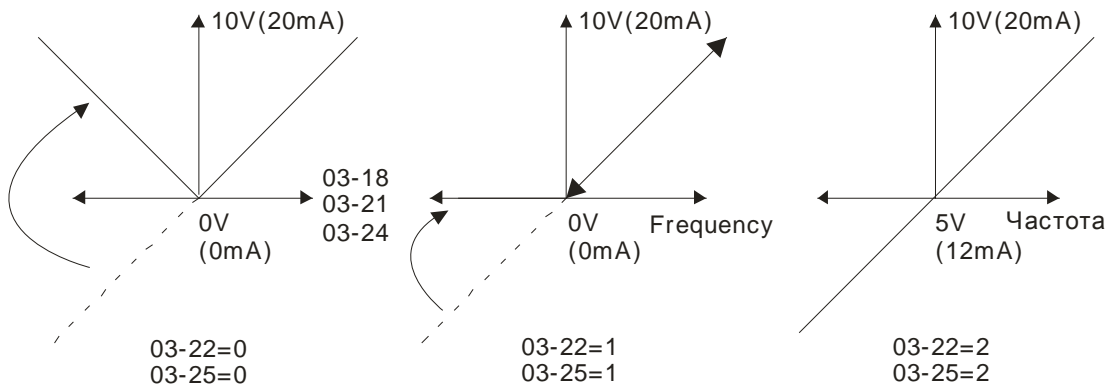 10V(20mA)
03-18
03-21
03-24
0V
(0mA)
03-22=0
03-25=0
10V(20mA)
0V
(0mA)
Frequency
03-22=1
03-25=1
10V(20mA)
5V
(12mA)
Частота
03-22=2
03-25=2